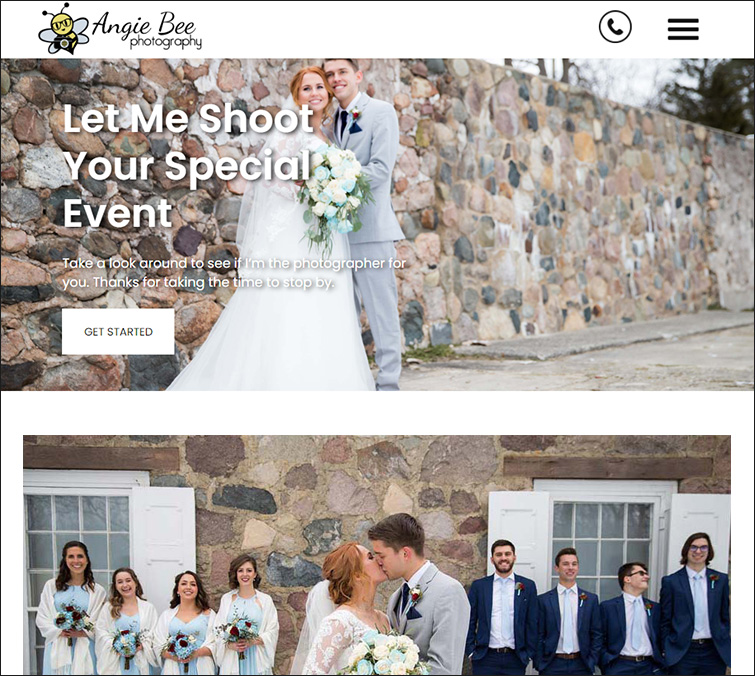 Angie Bee
photography
Let Me Shoot
Your Special
Event
Take a look around to see if I'm the photographer for
you. Thanks for taking the time to stop by.
GET STARTED